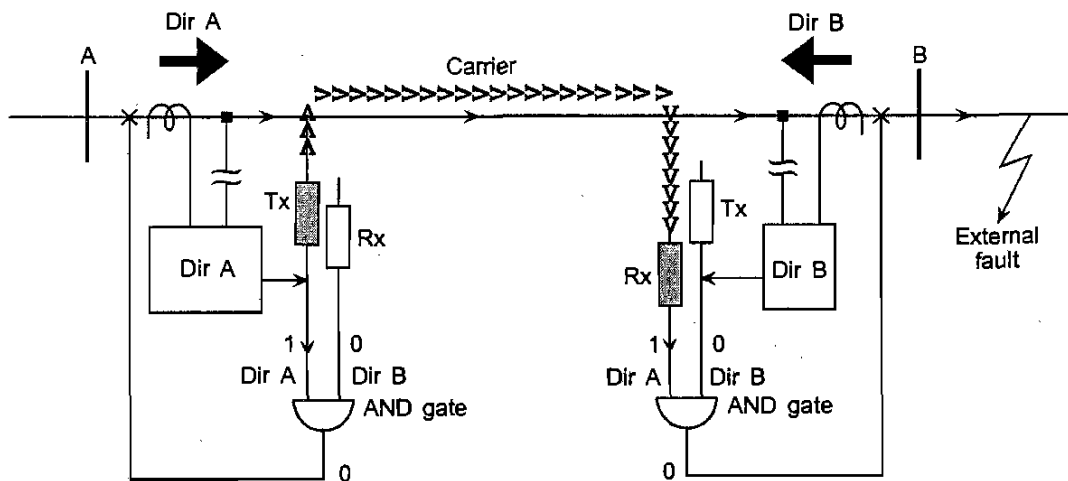 Dir A
Dir B
A
Carrier
B
Tx
Rx
Tx
Rx
Dir A
Dir B
External
fault
1 0
Dir A Dir B
AND gate
0
1 0
Dir A Dir B
AND gate
0